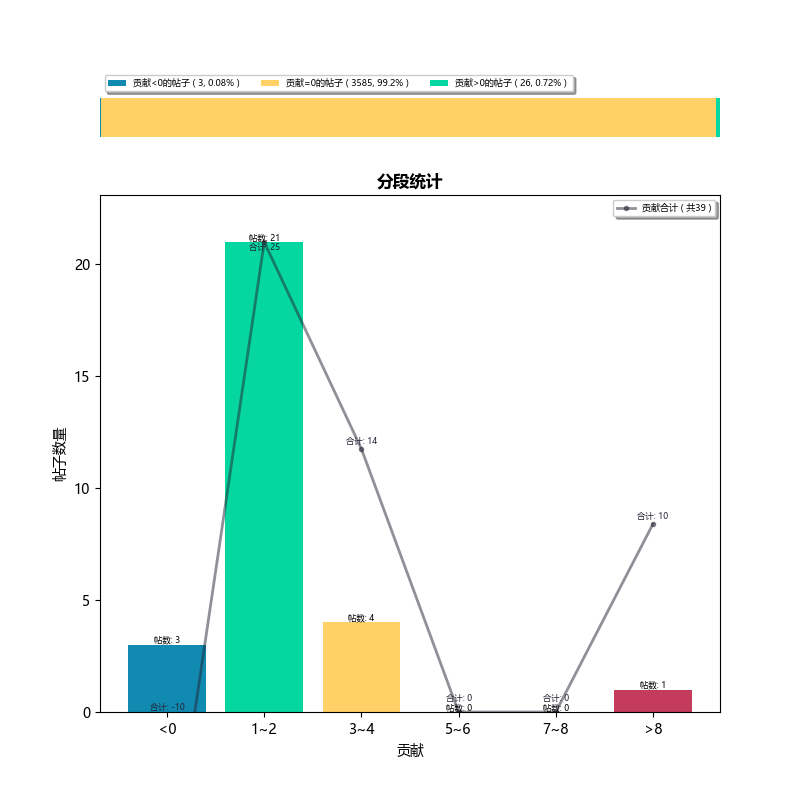 贡献<0的帖子 ( 3, 0.08% ) 贡献=0的帖子 ( 3585, 99.2% ) 贡献>0的帖子 ( 26, 0.72% )
分段统计
贡献合计 ( 共39 )
帖数: 21
合计: 25
20
15
合计: 14
帖子数量
10
合计: 10
5
帖数: 3
帖数: 4
合计: 0
合计: 0
帖数: 1
合计: -10
帖数: 0
帖数: 0
0
<0 1~2 3~4 5~6 7~8 >8
贡献